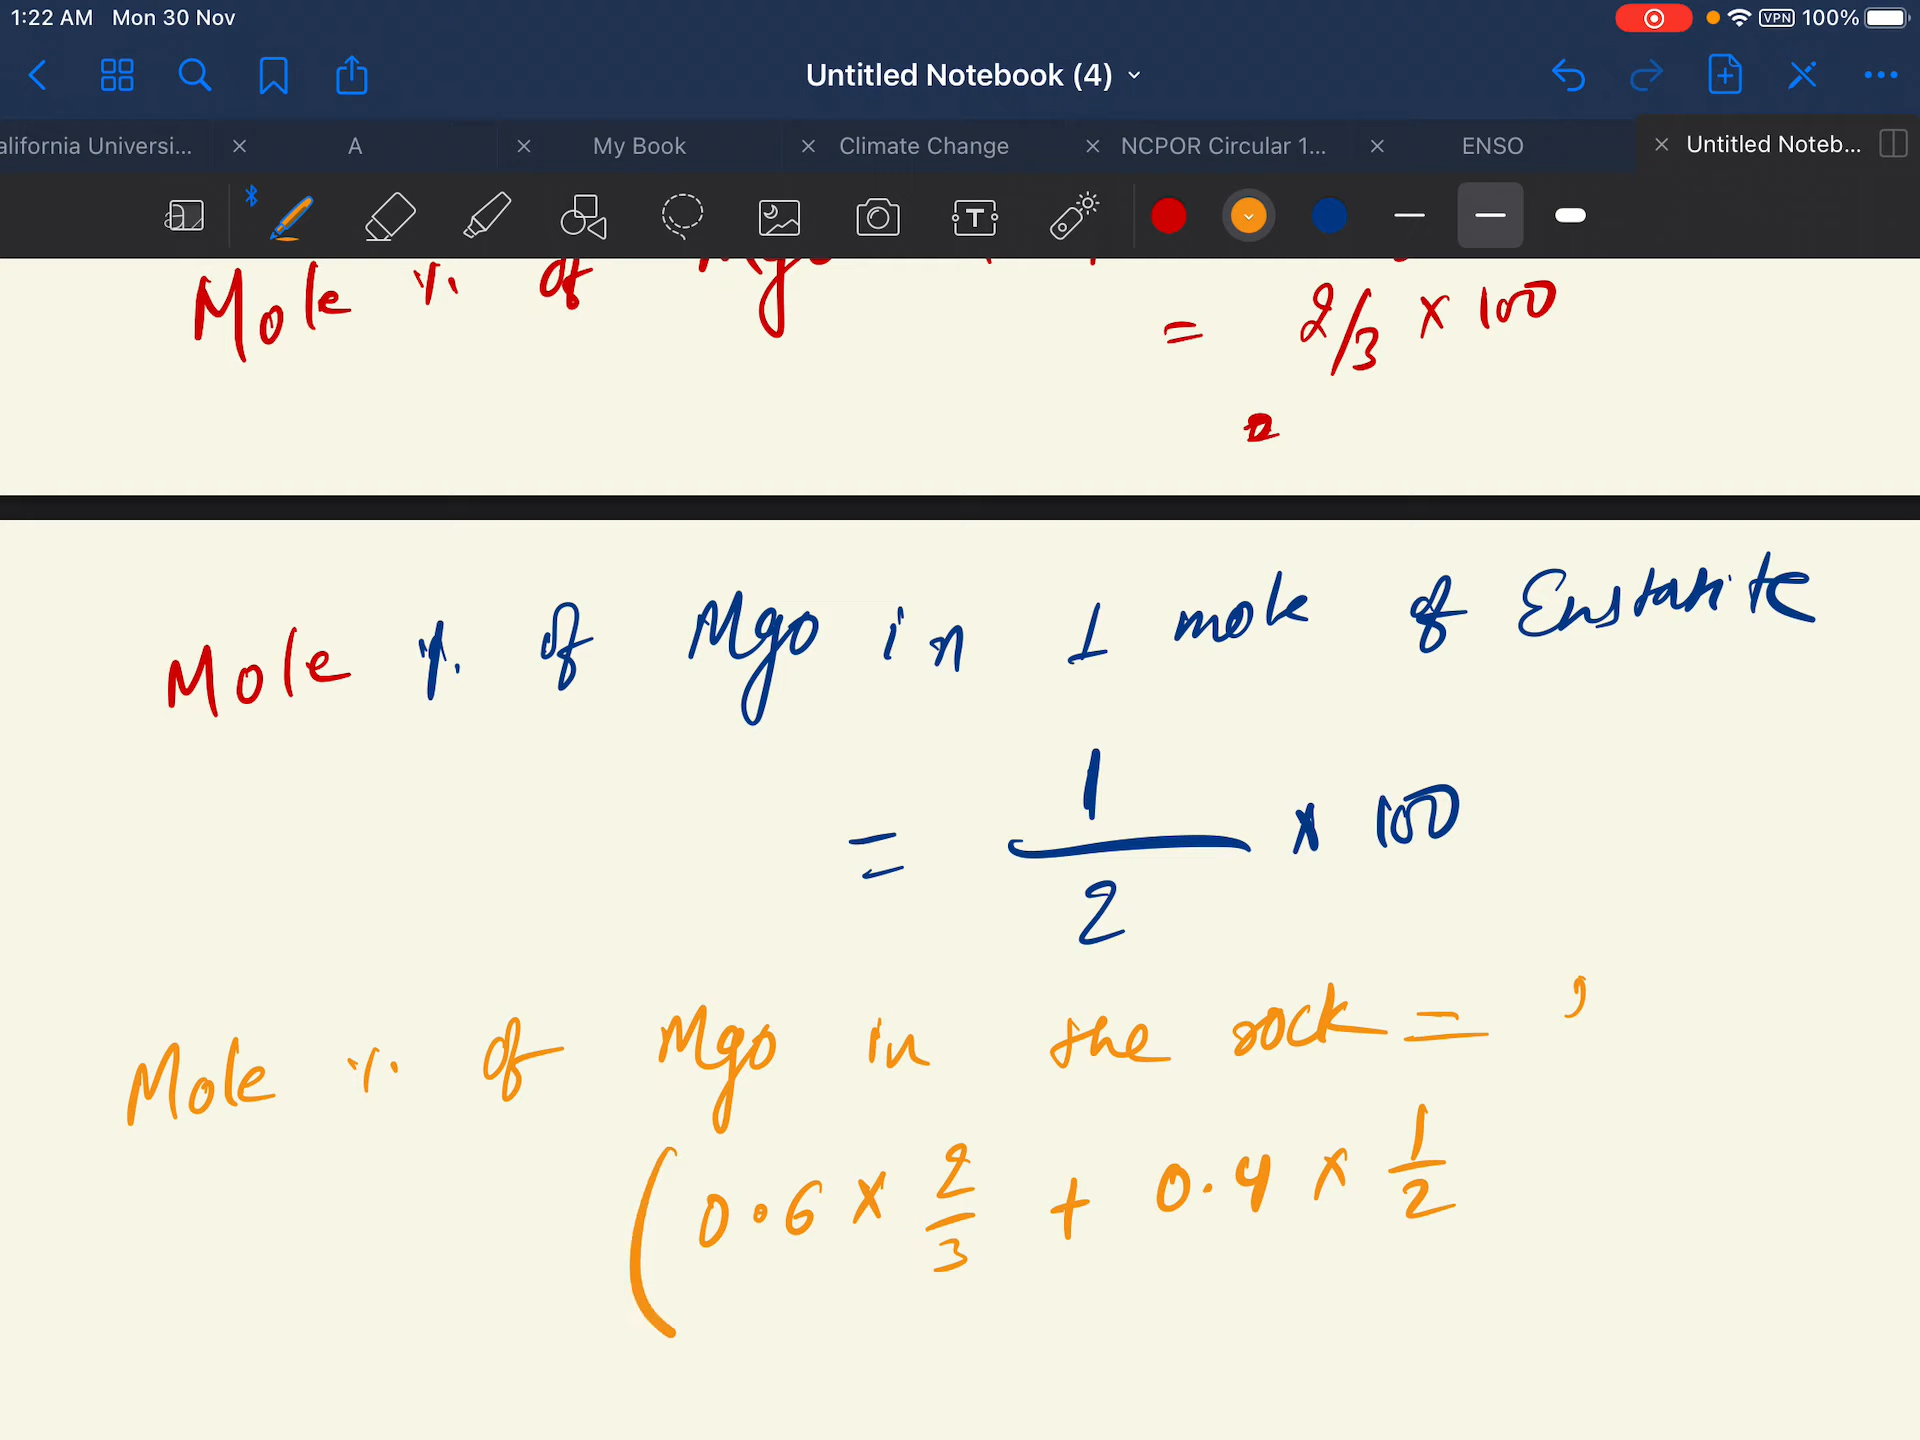 1:22 AM Mon 30 Nov VPN 100%
Untitled Notebook (4)
alifornia Universi... A My Book Climate Change NCPOR Circular 1... ENSO Untitled Noteb...
Mole % of Mgo
= 2/3 × 100
Mole % of Mgo in 1 mole of Enstatite
= 1/2 × 100
Mole % of Mgo in the rock =
(0.6 × 2/3 + 0.4 × 1/2